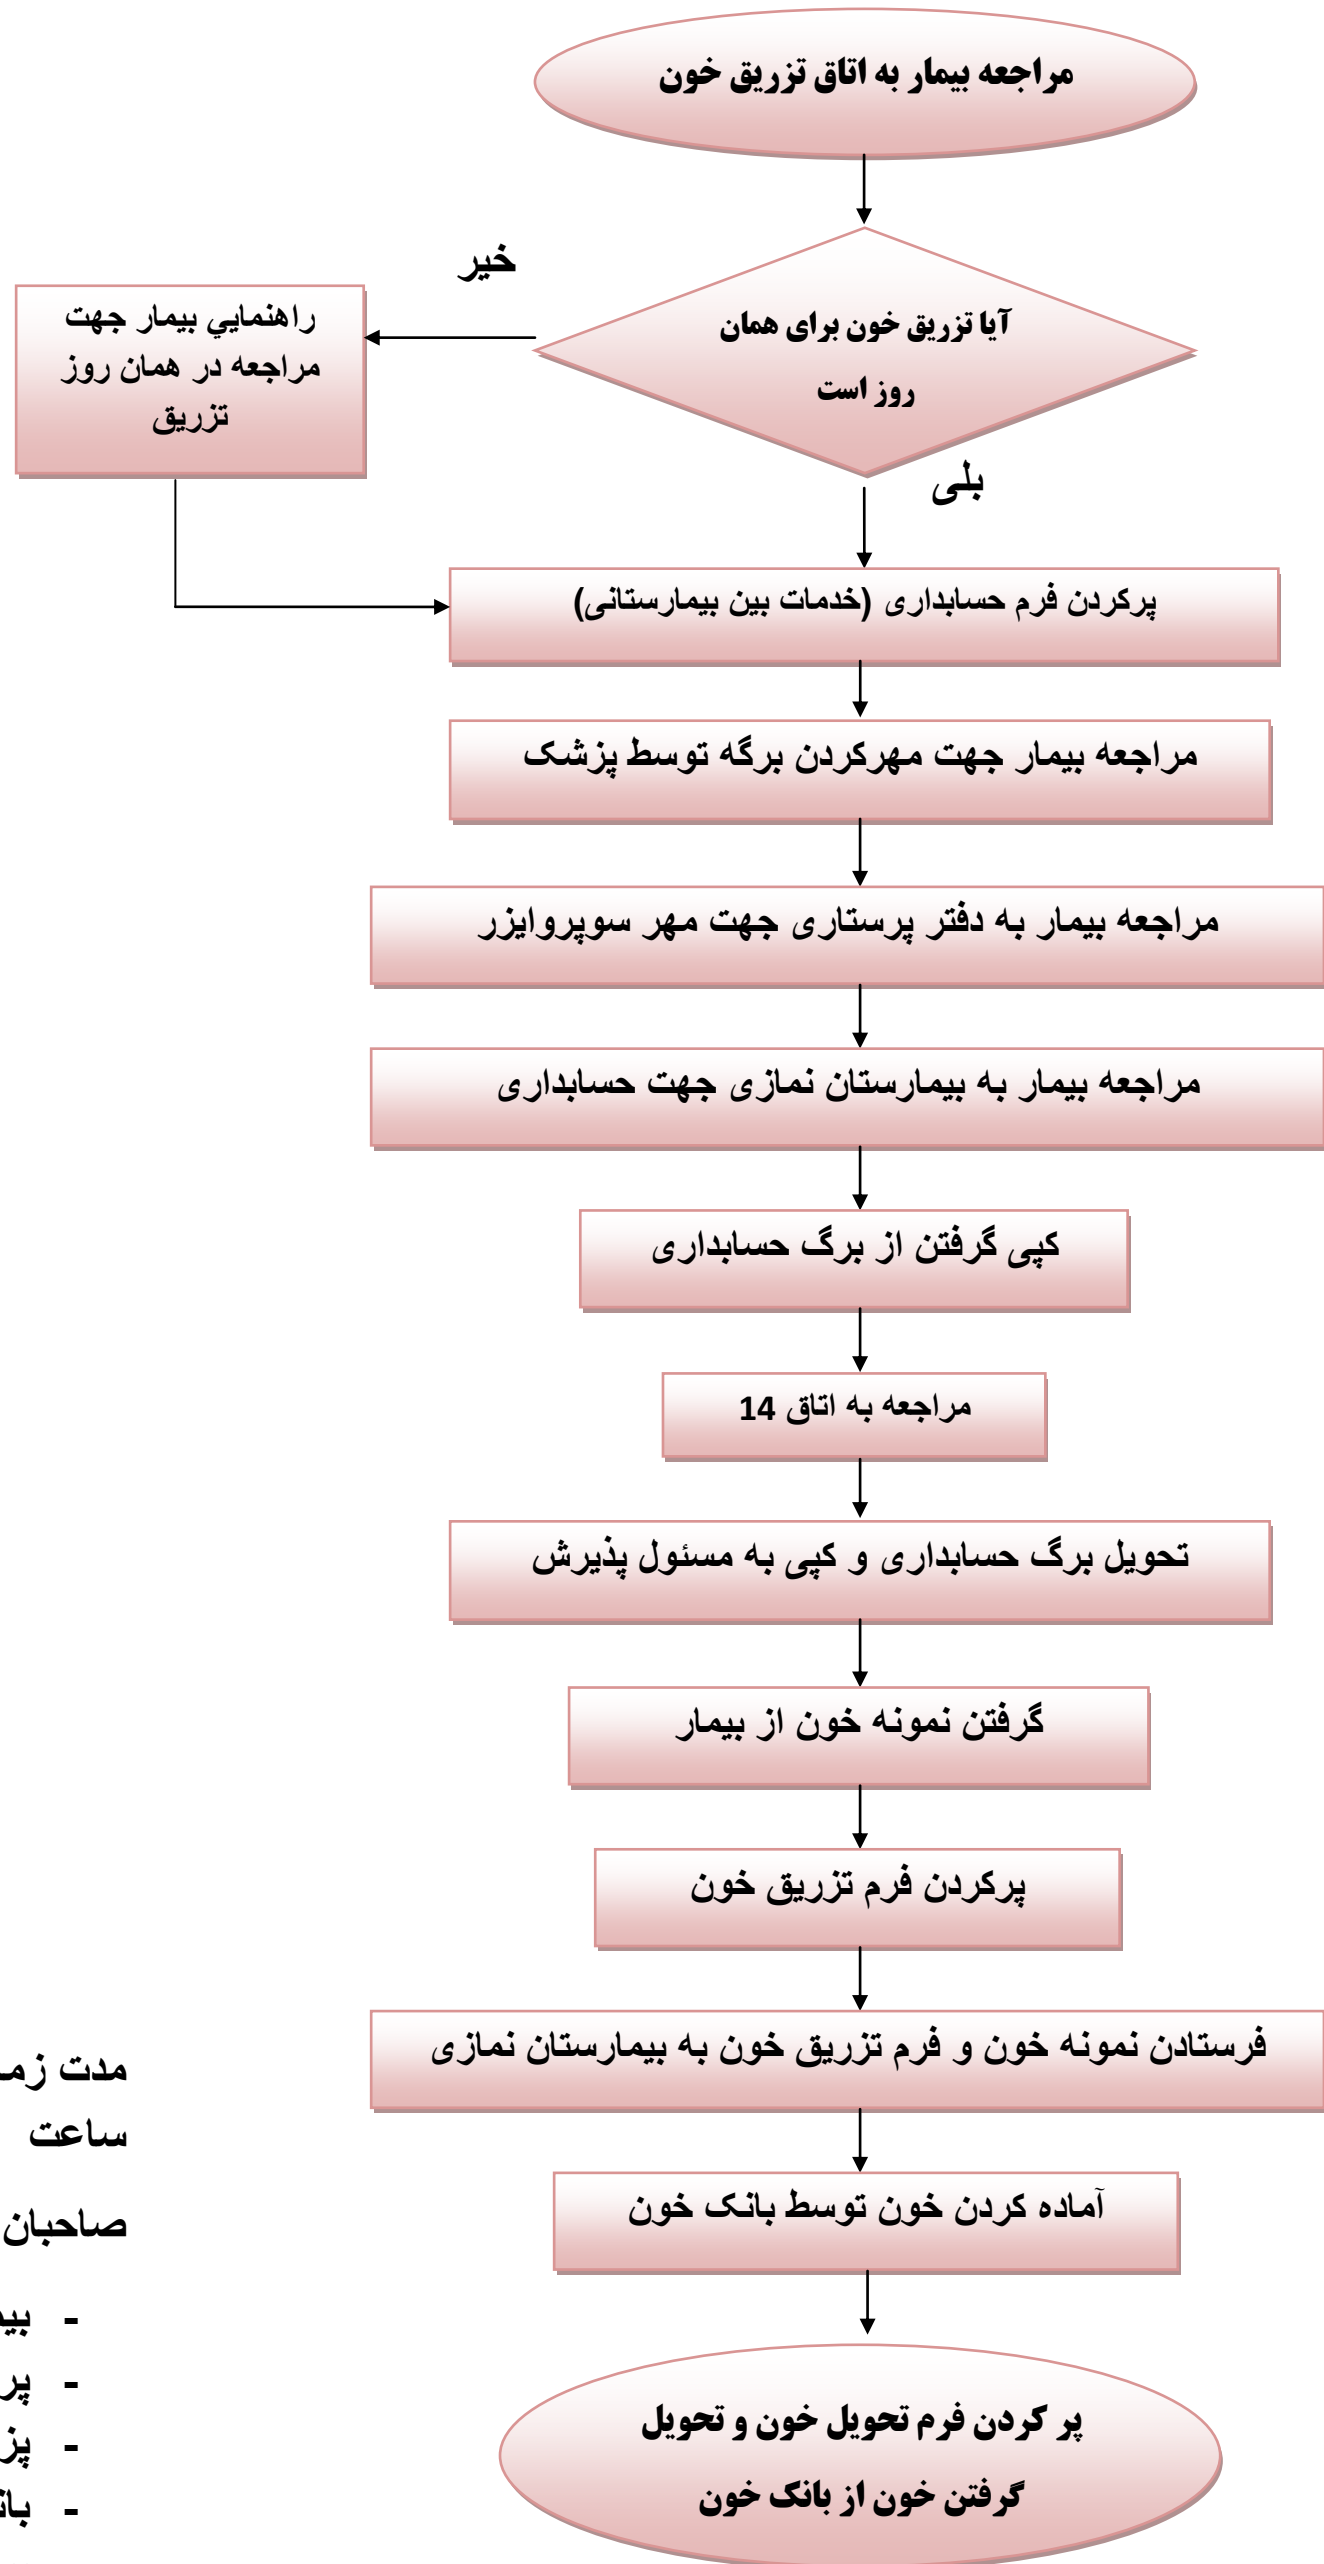 مراجعه بیمار به اتاق تزریق خون
خیر
آیا تزریق خون برای همان
روز است
راهنمايي بیمار جهت
مراجعه در همان روز
تزریق
بلی
پرکردن فرم حسابداری (خدمات بین بیمارستانی)
مراجعه بیمار جهت مهرکردن برگه توسط پزشک
مراجعه بیمار به دفتر پرستاری جهت مهر سوپروایزر
مراجعه بیمار به بیمارستان نمازی جهت حسابداری
کپی گرفتن از برگ حسابداری
مراجعه به اتاق 14
تحویل برگ حسابداری و کپی به مسئول پذیرش
گرفتن نمونه خون از بیمار
پرکردن فرم تزریق خون
فرستادن نمونه خون و فرم تزریق خون به بیمارستان نمازی
آماده کردن خون توسط بانک خون
پر کردن فرم تحویل خون و تحویل
گرفتن خون از بانک خون
مدت
ساعت
صاحبان
-
-
-
-